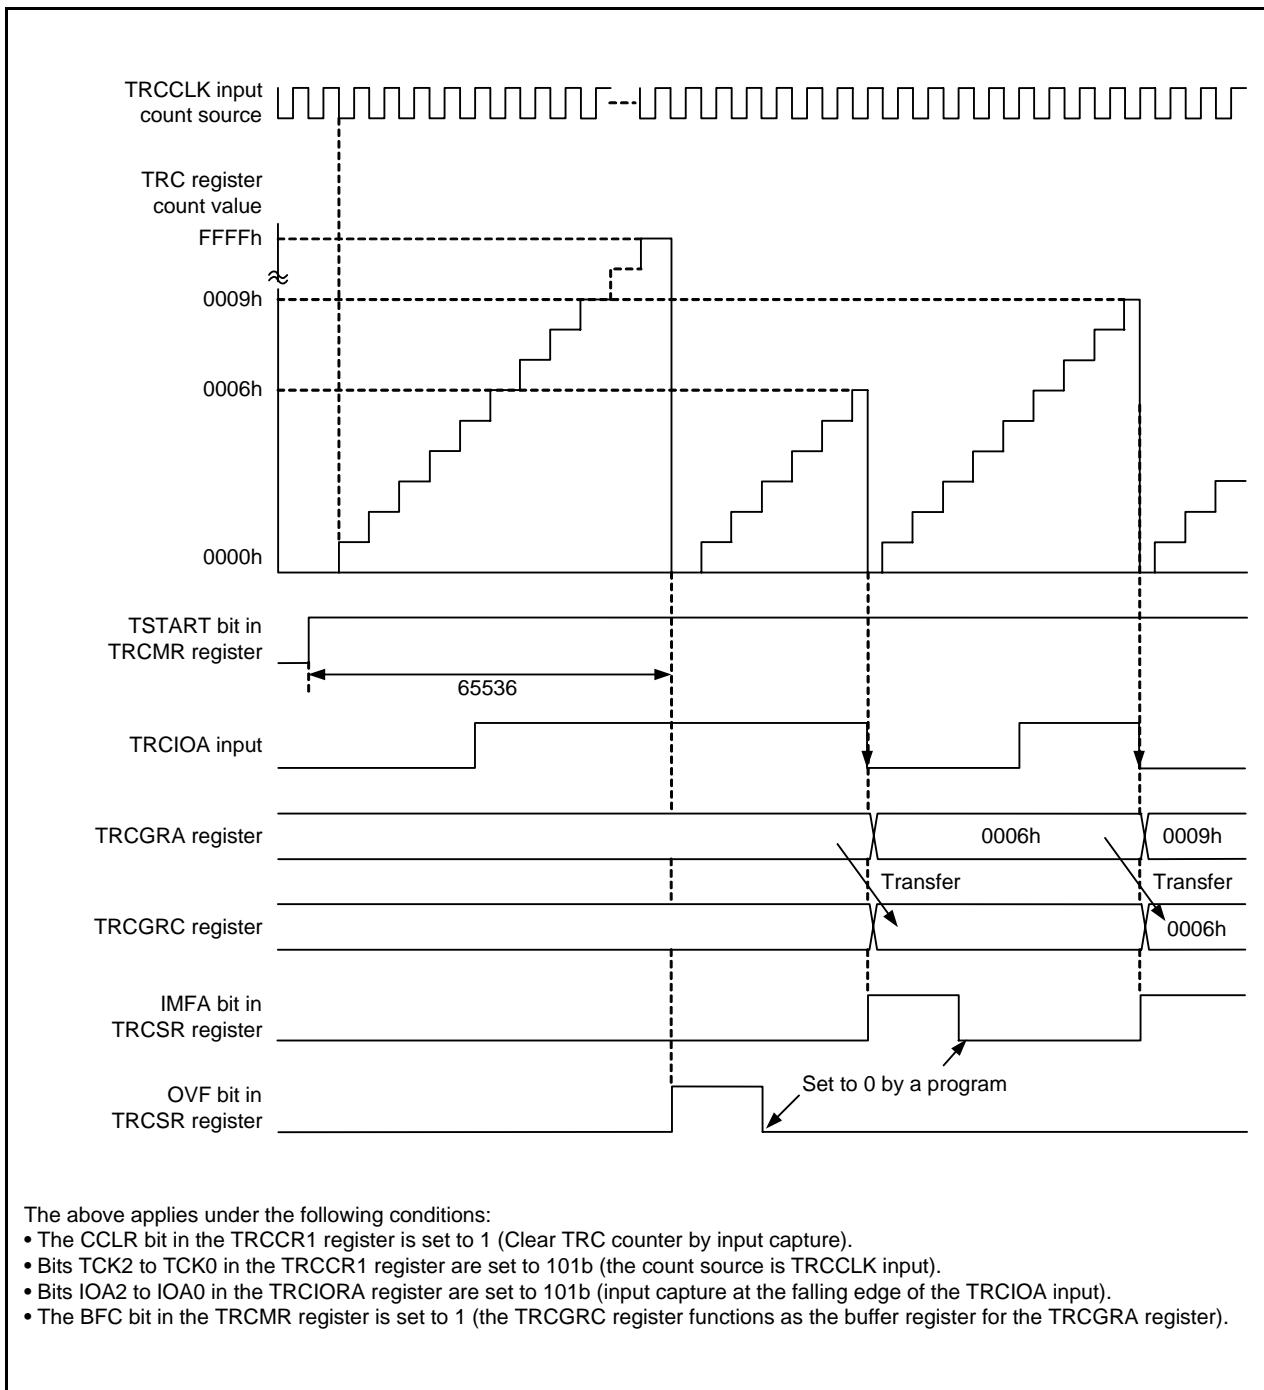 TRCCLK input
count source
TRC register
count value
FFFFh
0009h
0006h
0000h
TSTART bit in
TRCMR register
65536
TRCIOA input
TRCGRA register
0006h
0009h
Transfer
Transfer
TRCGRC register
0006h
IMFA bit in
TRCSR register
Set to 0 by a program
OVF bit in
TRCSR register
The above applies under the following conditions:
• The CCLR bit in the TRCCR1 register is set to 1 (Clear TRC counter by input capture).
• Bits TCK2 to TCK0 in the TRCCR1 register are set to 101b (the count source is TRCCLK input).
• Bits IOA2 to IOA0 in the TRCIORA register are set to 101b (input capture at the falling edge of the TRCIOA input).
• The BFC bit in the TRCMR register is set to 1 (the TRCGRC register functions as the buffer register for the TRCGRA register).